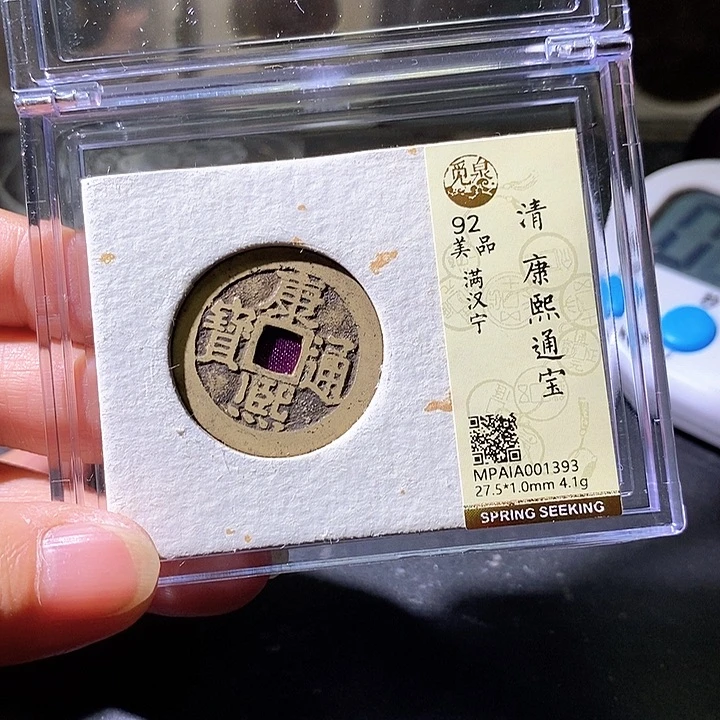 康熙通寶
觅泉
清 康熙通宝
92
美品
满汉宁
MPAIA001393
27.5*1.0mm 4.1g
SPRING SEEKING